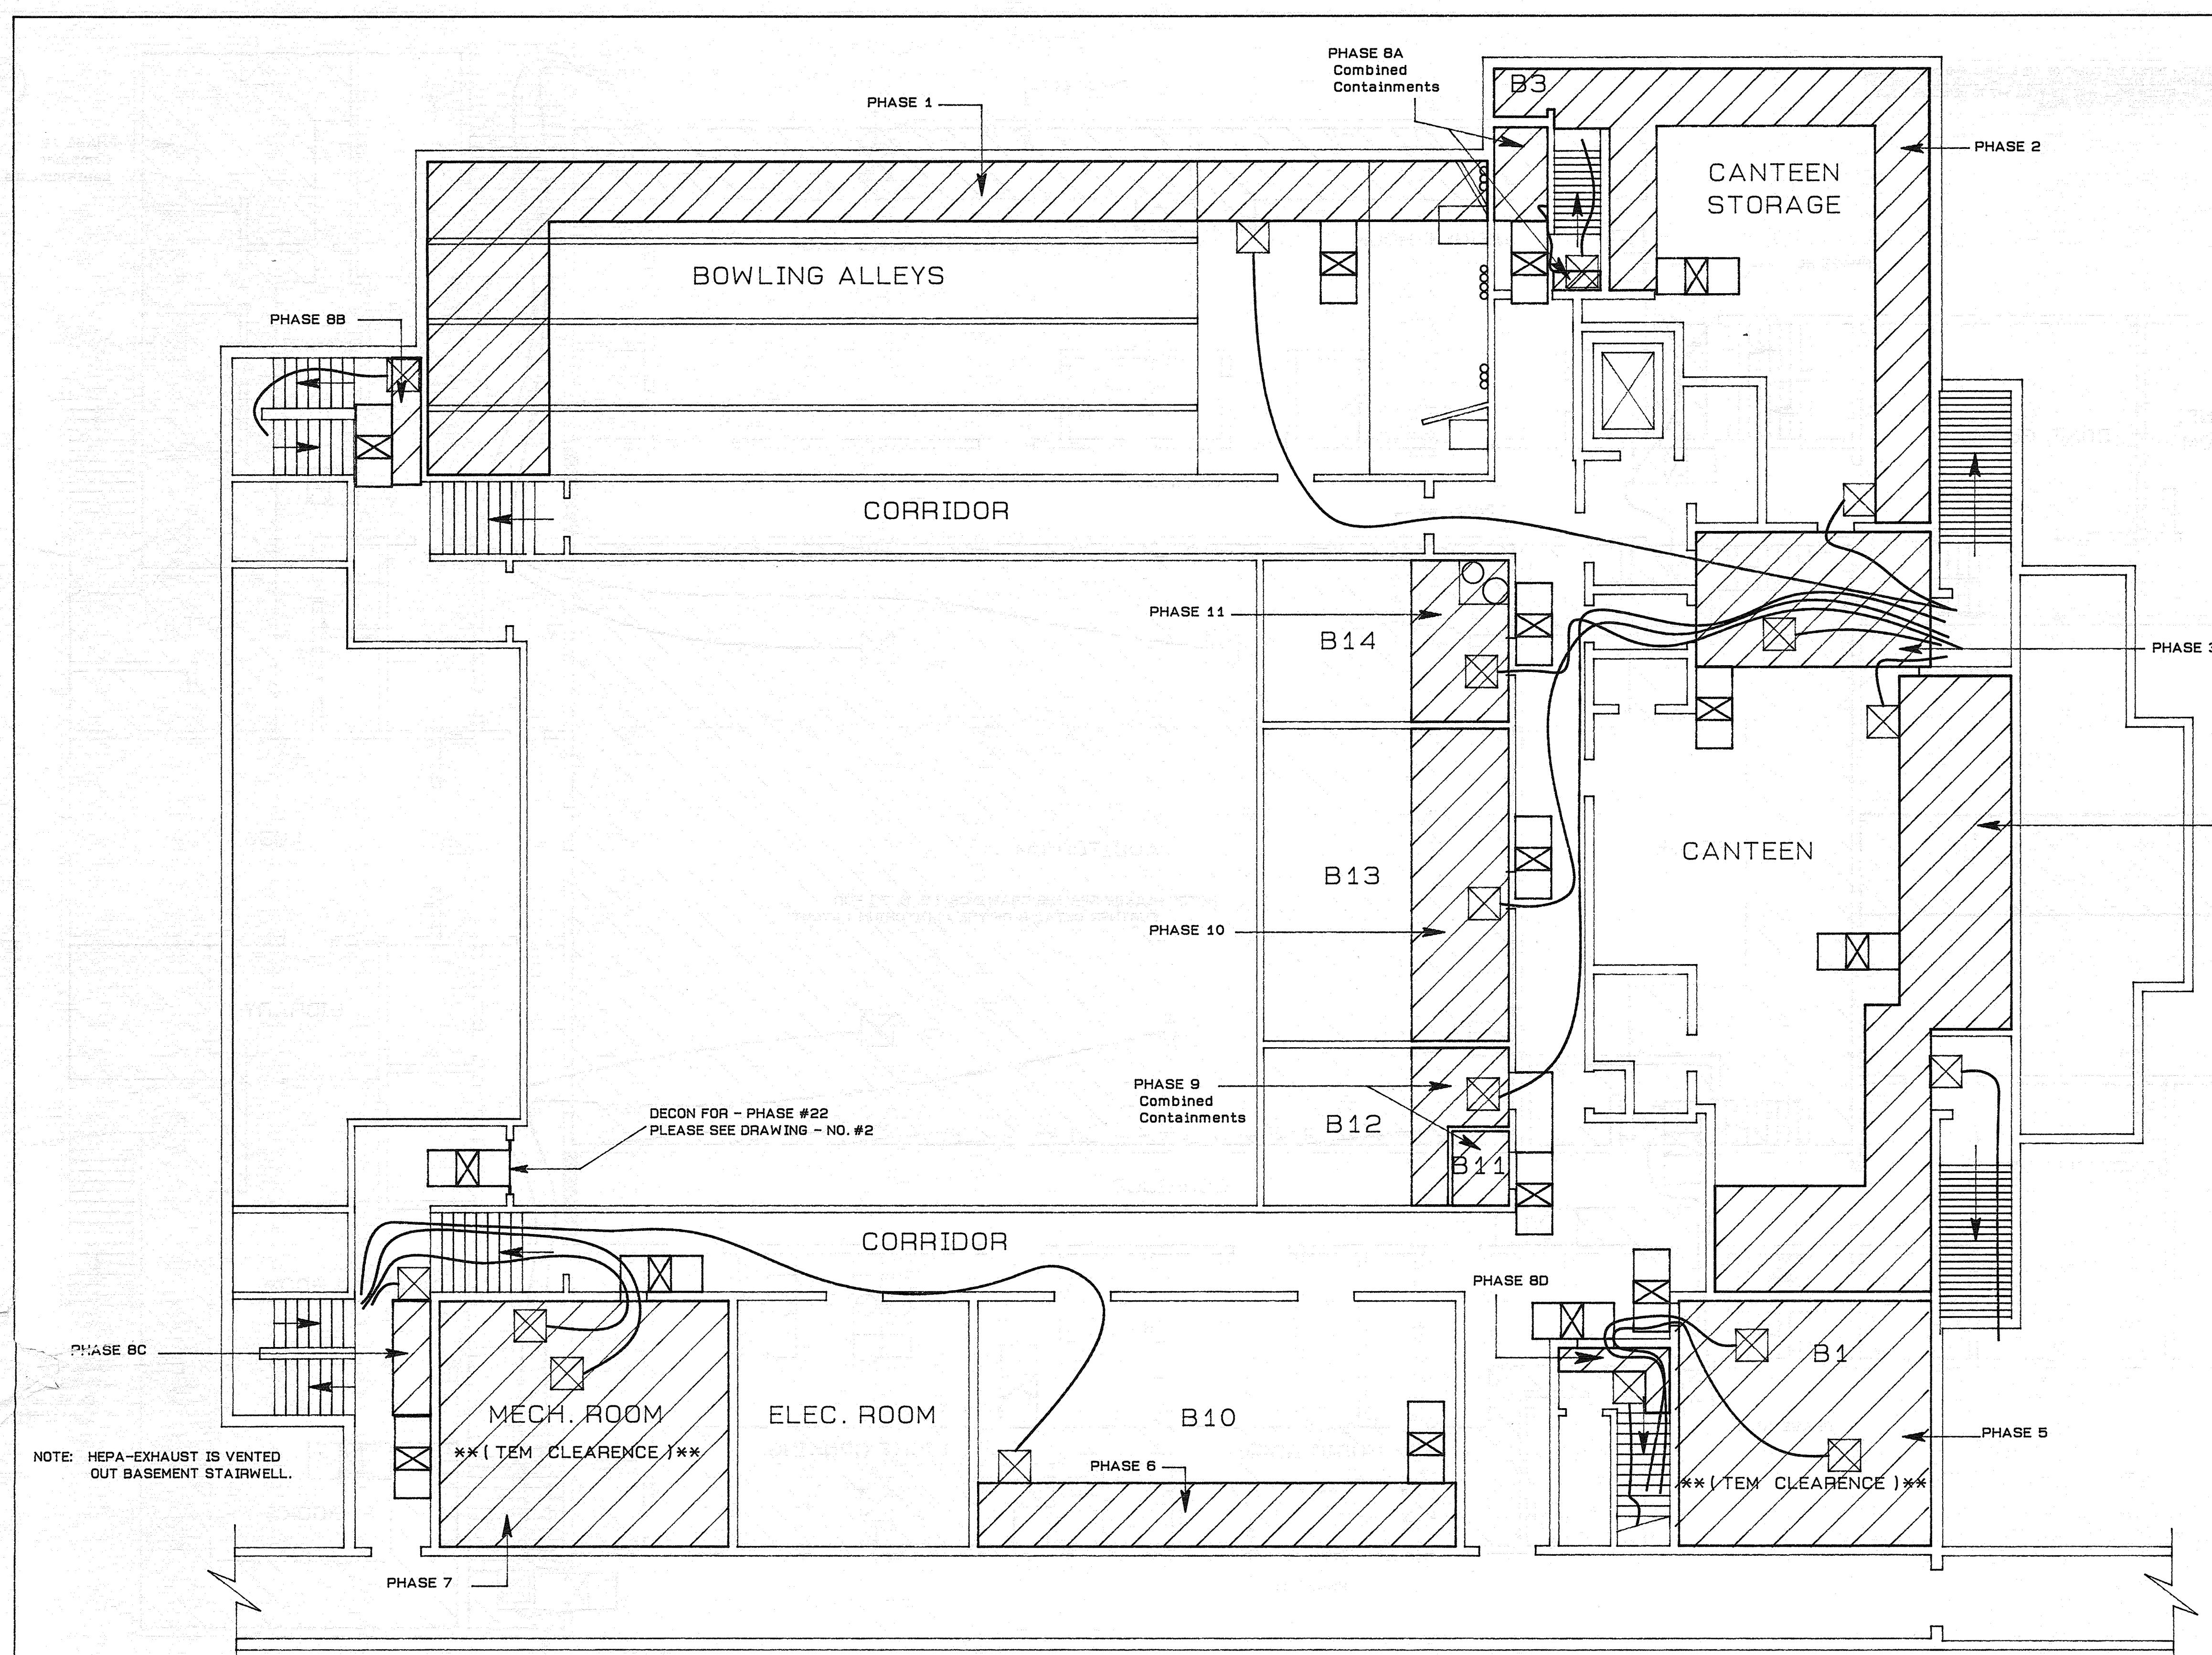 PHASE 8A
Combined
Containments
B3
PHASE 1
PHASE 2
CANTEEN
STORAGE
BOWLING ALLEYS
PHASE 8B
CORRIDOR
PHASE 11
B14
PHASE 3
CANTEEN
B13
PHASE 10
PHASE 9
Combined
Containments
B12
B11
DECON FOR - PHASE #22
PLEASE SEE DRAWING - NO. #2
CORRIDOR
PHASE 8D
PHASE 8C
B1
MECH. ROOM
ELEC. ROOM
B10
**( TEM CLEARENCE )**
PHASE 5
NOTE: HEPA-EXHAUST IS VENTED
OUT BASEMENT STAIRWELL.
PHASE 6
**( TEM CLEARENCE )**
PHASE 7